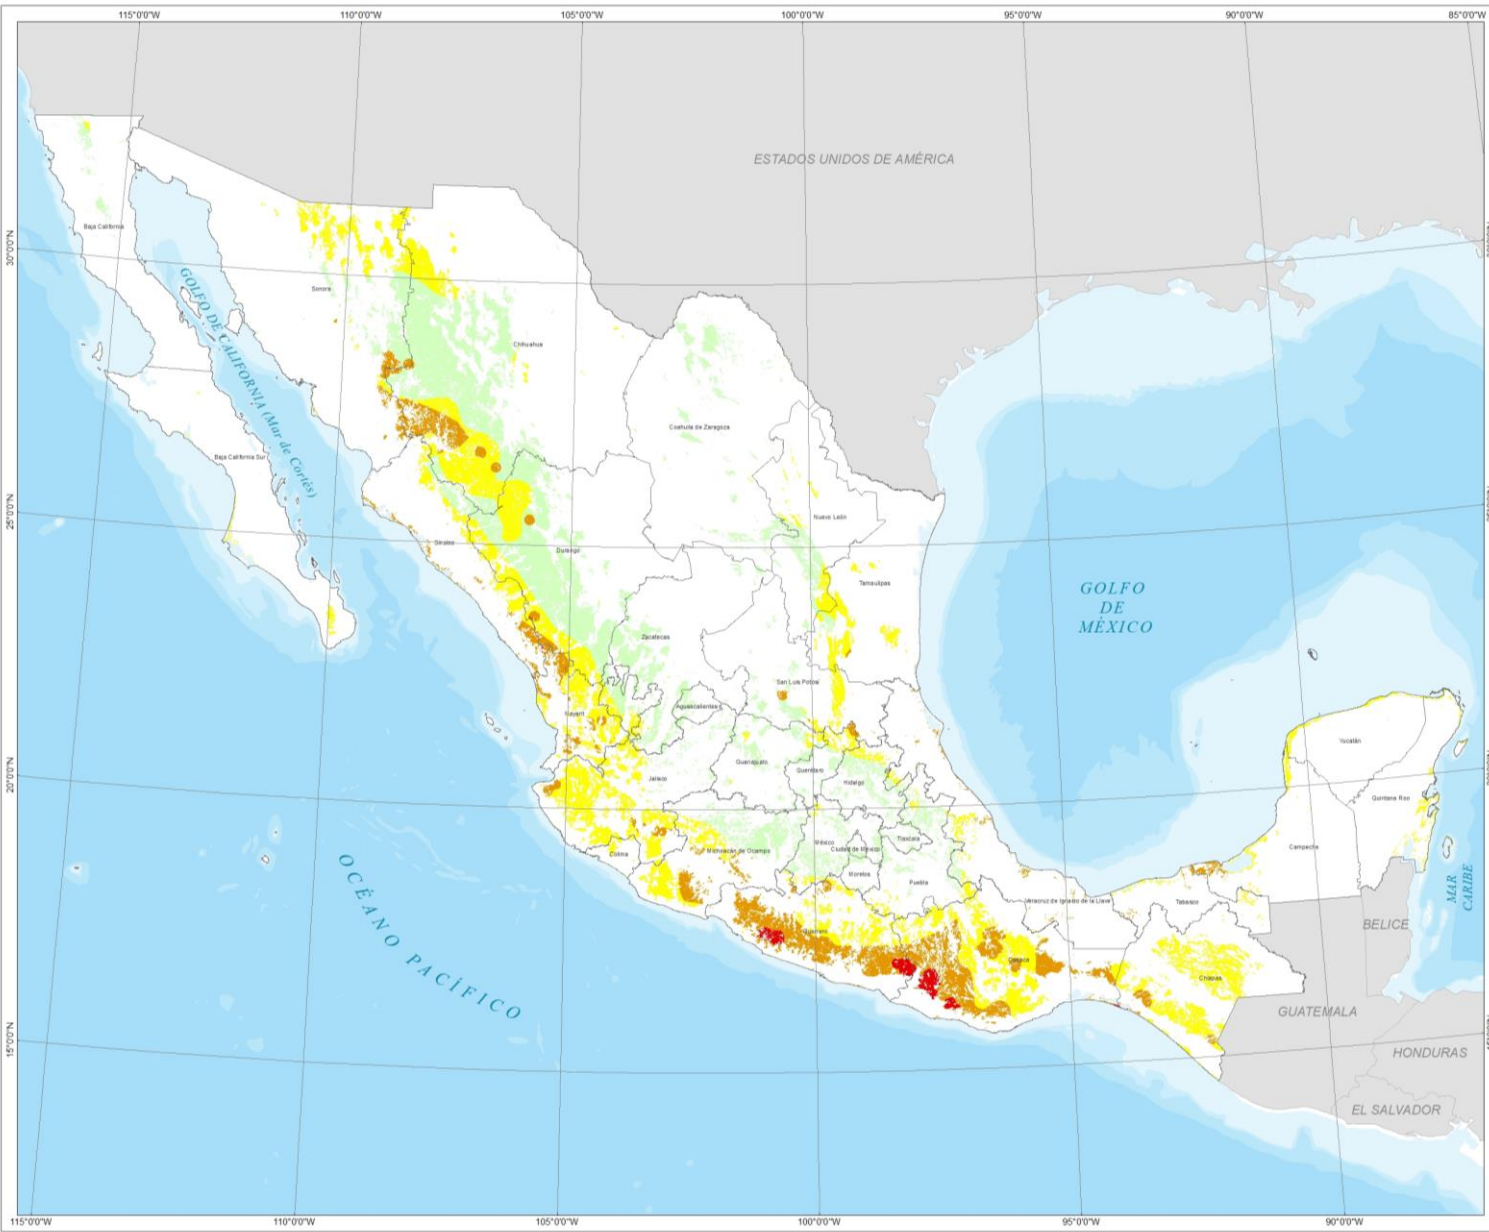 115°0'0"W
110°0'0"W
105°0'0"W
100°0'0"W
95°0'0"W
90°0'0"W
85°0'0"W
ESTADOS UNIDOS DE AMÉRICA
Baja California
30°0'0"N
Sonora
GOLFO DE CALIFORNIA (Mar de Cortés)
Chihuahua
Coahuila de Zaragoza
Baja California Sur
25°0'0"N
Nuevo León
Sinaloa
Durango
Tamaulipas
GOLFO
DE
MÉXICO
Zacatecas
San Luis Potosí
Aguascalientes
Nayarit
Yucatán
20°0'0"N
Guanajuato
Querétaro
Jalisco
Hidalgo
Quintana Roo
Tlaxcala
México
Ciudad de México
Michoacán de Ocampo
Colima
Campeche
Morelos
Puebla
MAR
CARIBE
Veracruz de Ignacio de la Llave
Tabasco
BELICE
Guerrero
Oaxaca
Chiapas
OCÉANO PACÍFICO
GUATEMALA
15°0'0"N
HONDURAS
EL SALVADOR
115°0'0"W
110°0'0"W
105°0'0"W
100°0'0"W
95°0'0"W
90°0'0"W